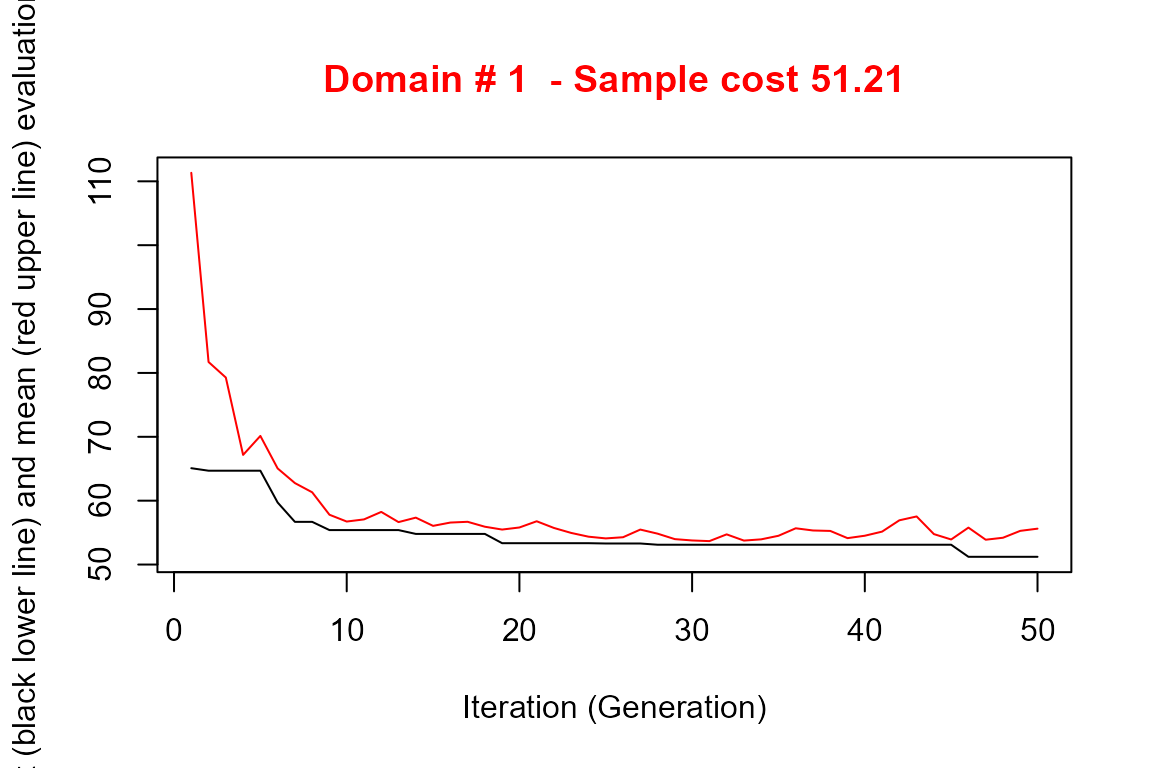 Domain # 1 - Sample cost 51.21
(black lower line) and mean (red upper line)
110
90
80
70
60
50
0 10 20 30 40 50
Iteration (Generation)